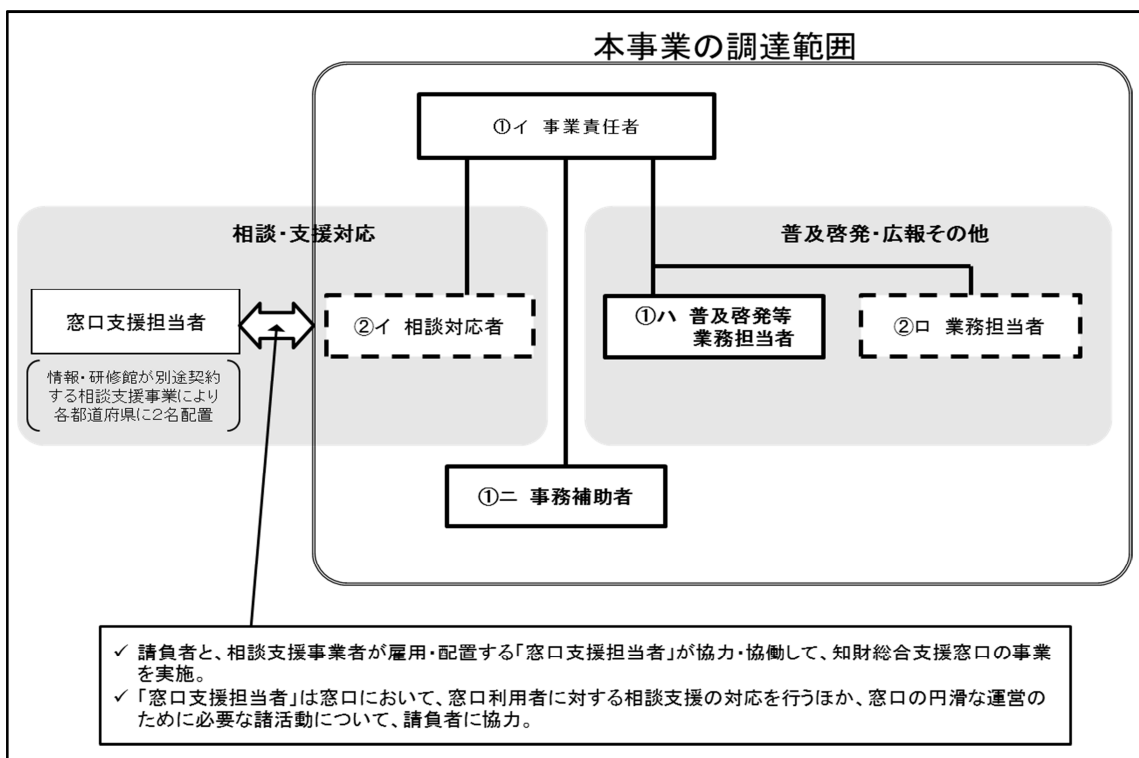 本事業の調達範囲
①イ 事業責任者
相談・支援対応
普及啓発・広報その他
窓口支援担当者
②イ 相談対応者
①ハ 普及啓発等
業務担当者
②ロ 業務担当者
情報・研修館が別途契約
する相談支援事業により
各都道府県に2名配置
①ニ 事務補助者
✓ 請負者と、相談支援事業者が雇用・配置する「窓口支援担当者」が協力・協働して、知財総合支援窓口の事業
を実施。
✓ 「窓口支援担当者」は窓口において、窓口利用者に対する相談支援の対応を行うほか、窓口の円滑な運営の
ために必要な諸活動について、請負者に協力。